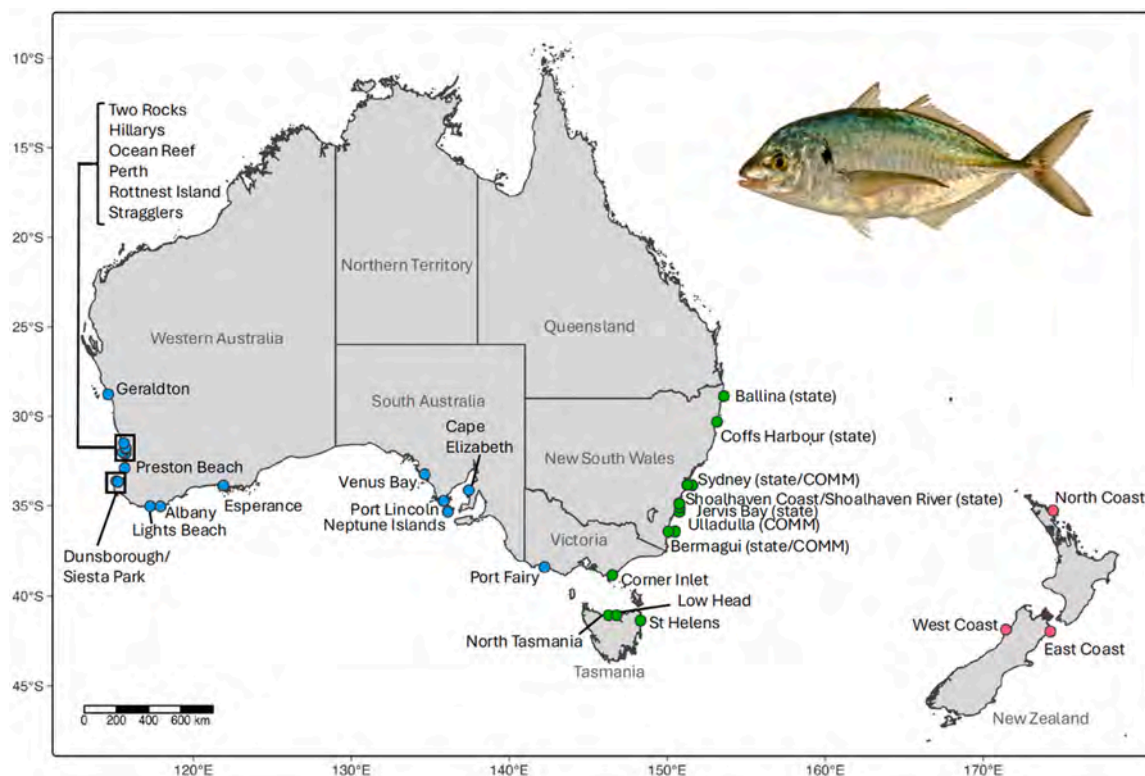 10°S
15°S
20°S
25°S
30°S
35°S
40°S
45°S
Two Rocks
Hillarys
Ocean Reef
Perth
Rottnest Island
Stragglers
Northern Territory
Western Australia
Queensland
Geraldton
South Australia
Cape
Elizabeth
Ballina (state)
Coffs Harbour (state)
New South Wales
Preston Beach
Venus Bay
Sydney (state/COMM)
Esperance
Albany
Lights Beach
Port Lincoln
Neptune Islands
Shoalhaven Coast/Shoalhaven River (state)
Jervis Bay (state)
Ulladulla (COMM)
Victoria
Bermagui (state/COMM)
Dunsborough/
Siesta Park
Port Fairy
Corner Inlet
Low Head
North Tasmania
St Helens
Tasmania
North Coast
West Coast
East Coast
New Zealand
0 200 400 600 km
120°E 130°E 140°E 150°E 160°E 170°E